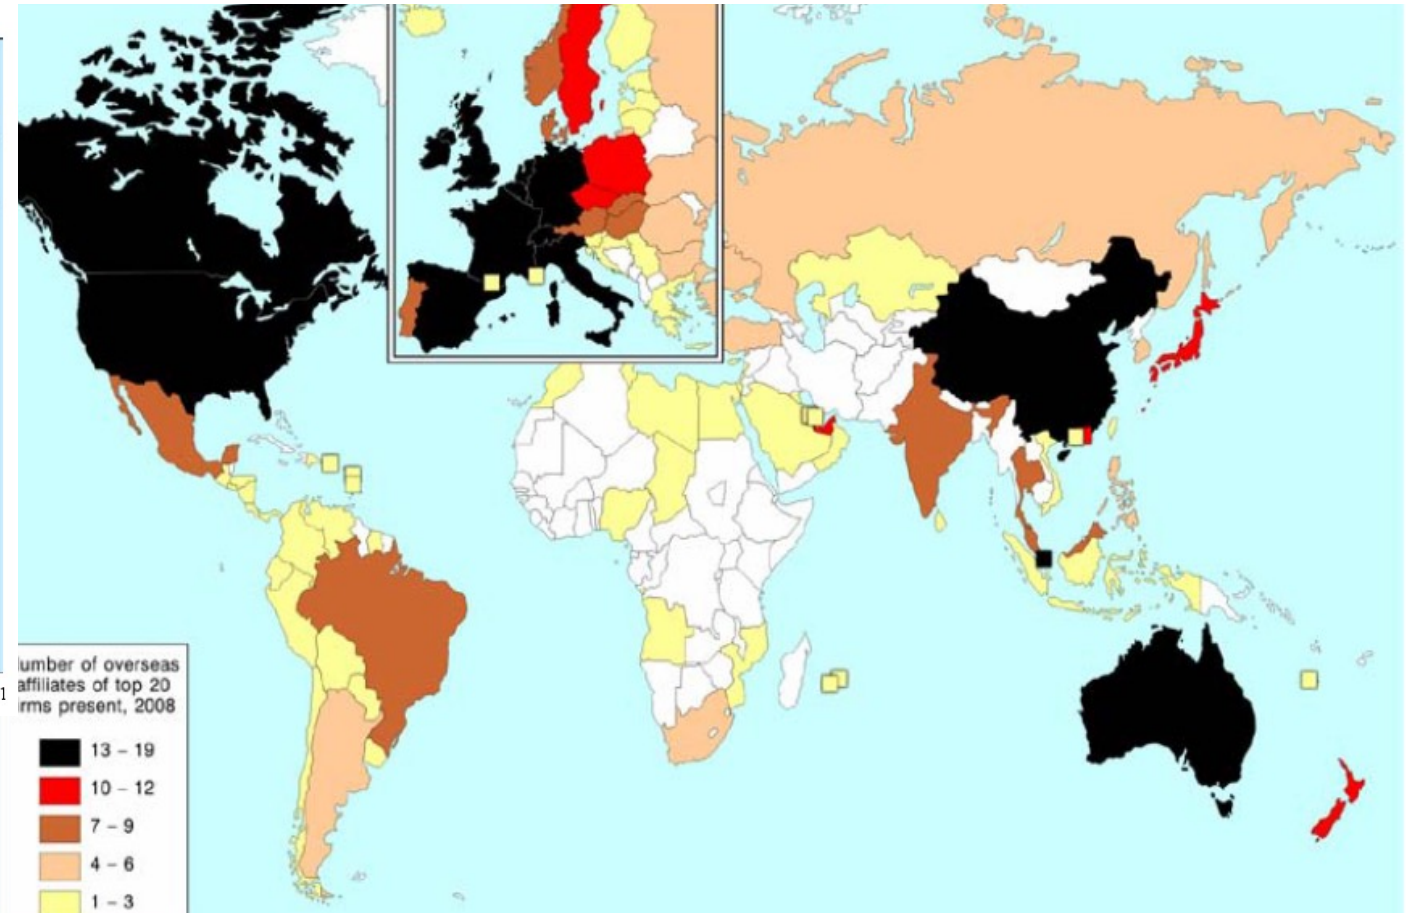 umber of overseas
affiliates of top 20
irms present, 2008
13 – 19
10 – 12
7 – 9
4 – 6
1 – 3
1